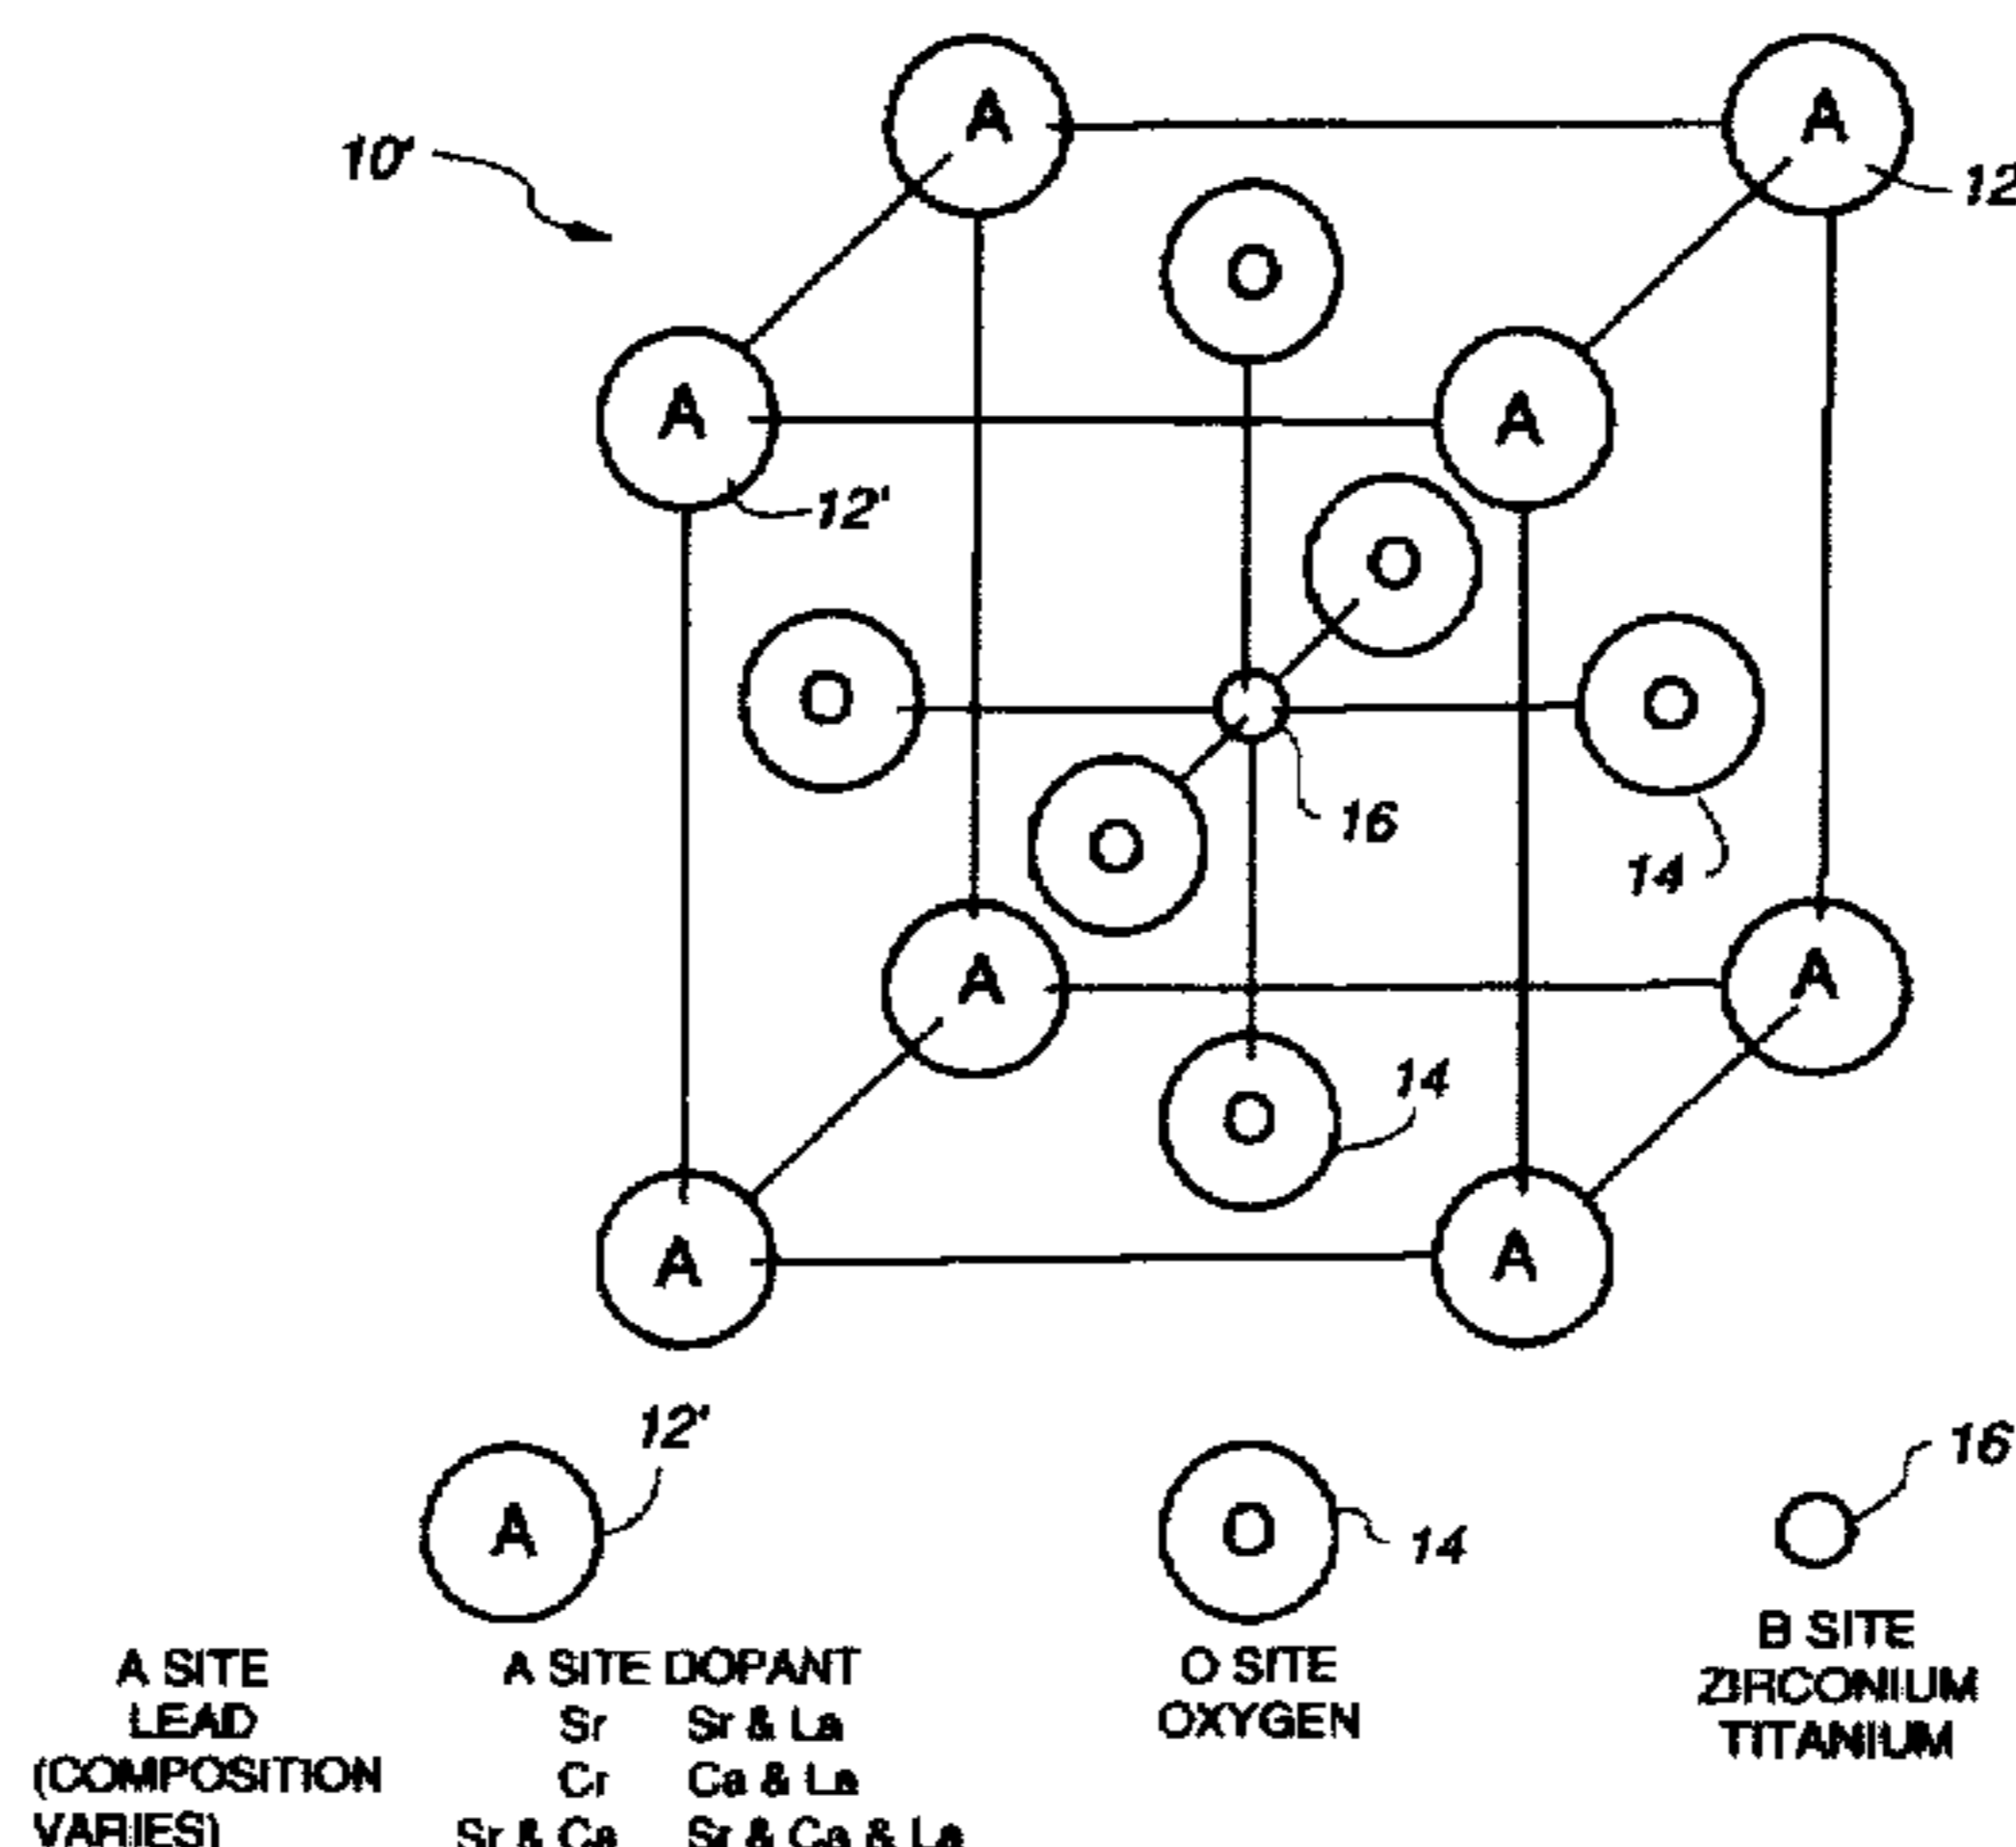 A
A
10'
12
O
A
A
12'
O
O
O
16
O
14
A
A
14
O
A
A
12'
16
A
O
14
A SITE
LEAD
(COMPOSITION
VARIES)
A SITE DOPANT
Sr Sr & La
Cr Ca & La
Sr & Ca Sr & Ca & La
O SITE
OXYGEN
B SITE
ZIRCONIUM
TITANIUM